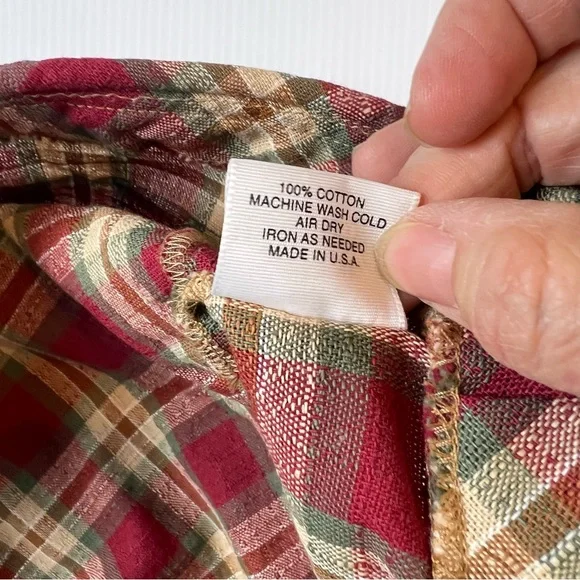 100% COTTON
MACHINE WASH COLD
AIR DRY
IRON AS NEEDED
MADE IN U.S.A.